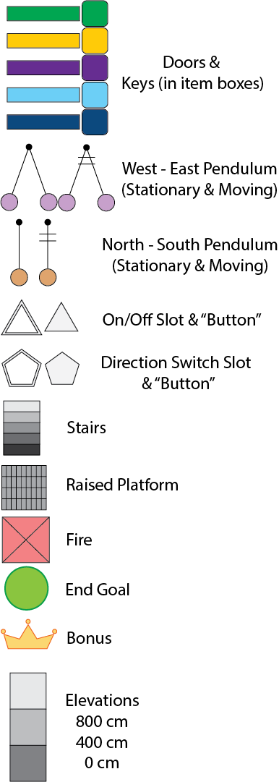 Doors &
Keys (in item boxes)
West - East Pendulum
(Stationary & Moving)
North - South Pendulum
(Stationary & Moving)
On/Off Slot & “Button”
Direction Switch Slot
& “Button”
Stairs
Raised Platform
Fire
End Goal
Bonus
Elevations
800 cm
400 cm
0 cm